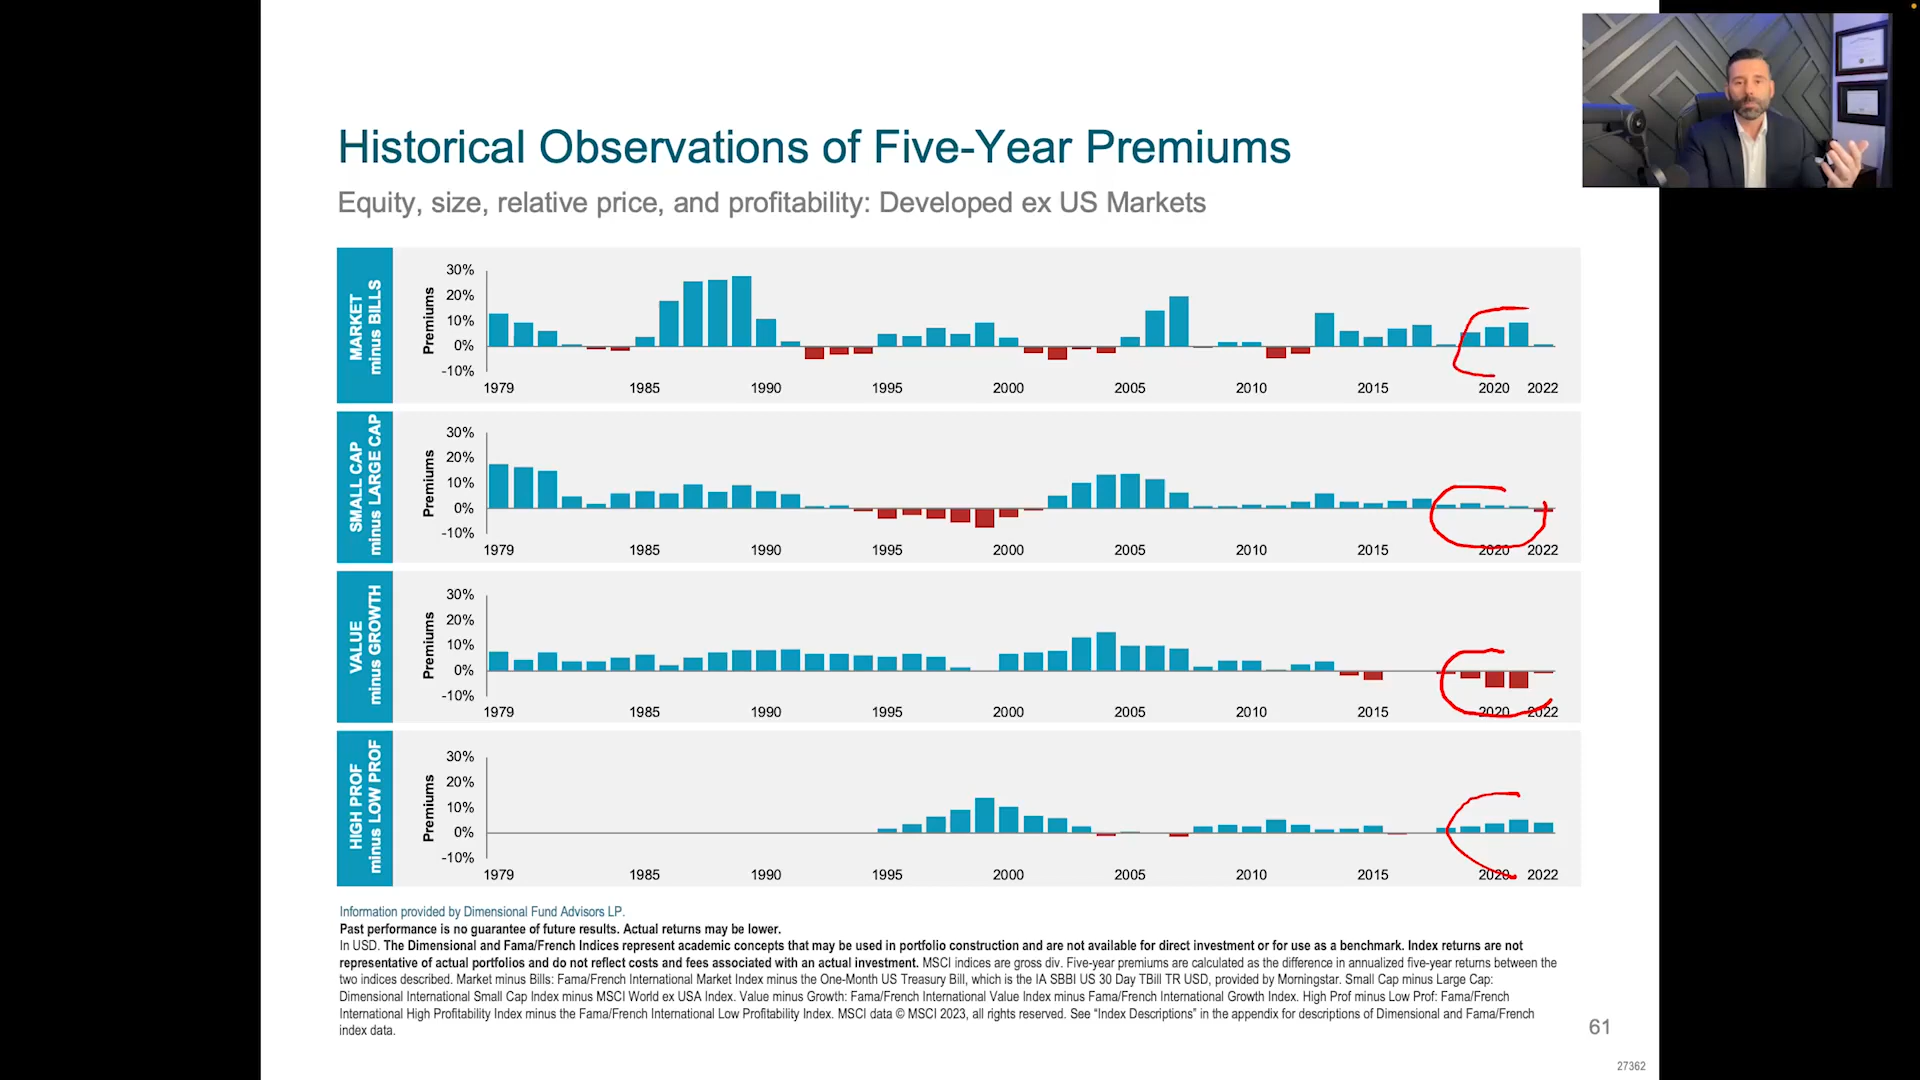 Historical Observations of Five-Year Premiums
Equity, size, relative price, and profitability: Developed ex US Markets
MARKET
minus BILLS
Premiums
30%
20%
10%
0%
-10%
1979 1985 1990 1995 2000 2005 2010 2015 2020 2022
SMALL CAP
minus LARGE CAP
Premiums
30%
20%
10%
0%
-10%
1979 1985 1990 1995 2000 2005 2010 2015 2020 2022
VALUE
minus GROWTH
Premiums
30%
20%
10%
0%
-10%
1979 1985 1990 1995 2000 2005 2010 2015 2020 2022
HIGH PROF
minus LOW PROF
Premiums
30%
20%
10%
0%
-10%
1979 1985 1990 1995 2000 2005 2010 2015 2020 2022
Information provided by Dimensional Fund Advisors LP.
Past performance is no guarantee of future results. Actual returns may be lower.
In USD. The Dimensional and Fama/French Indices represent academic concepts that may be used in portfolio construction and are not available for direct investment or for use as a benchmark. Index returns are not
representative of actual portfolios and do not reflect costs and fees associated with an actual investment. MSCI indices are gross div. Five-year premiums are calculated as the difference in annualized five-year returns between the
two indices described. Market minus Bills: Fama/French International Market Index minus the One-Month US Treasury Bill, which is the IA SBBI US 30 Day TBill TR USD, provided by Morningstar. Small Cap minus Large Cap:
Dimensional International Small Cap Index minus MSCI World ex USA Index. Value minus Growth: Fama/French International Value Index minus Fama/French International Growth Index. High Prof minus Low Prof: Fama/French
International High Profitability Index minus the Fama/French International Low Profitability Index. MSCI data © MSCI 2023, all rights reserved. See “Index Descriptions” in the appendix for descriptions of Dimensional and Fama/French
index data.
61
27362